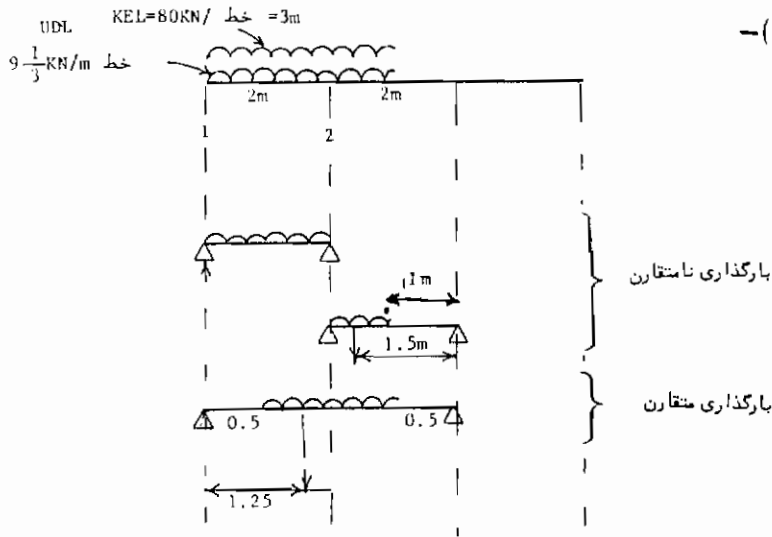 UDL
KEL=80KN/ خط =3m
9 1/3 KN/m خط
-(
2m 2m
1 2
1m
بارگذاری نامتقارن
1.5m
بارگذاری متقارن
0.5 0.5
1.25